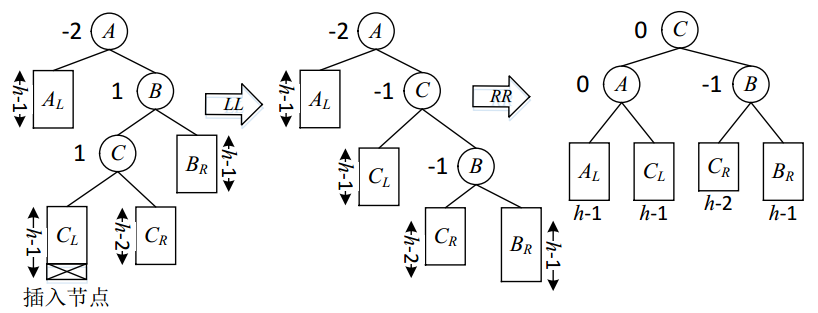 -2 A
h-1 A_L
1 B
1 C
h-1 B_R
h-1 C_L
h-2 C_R
插入节点
LL
-2 A
h-1 A_L
-1 C
h-1 C_L
-1 B
h-2 C_R
B_R h-1
RR
0 C
0 A
-1 B
A_L C_L C_R B_R
h-1 h-1 h-2 h-1